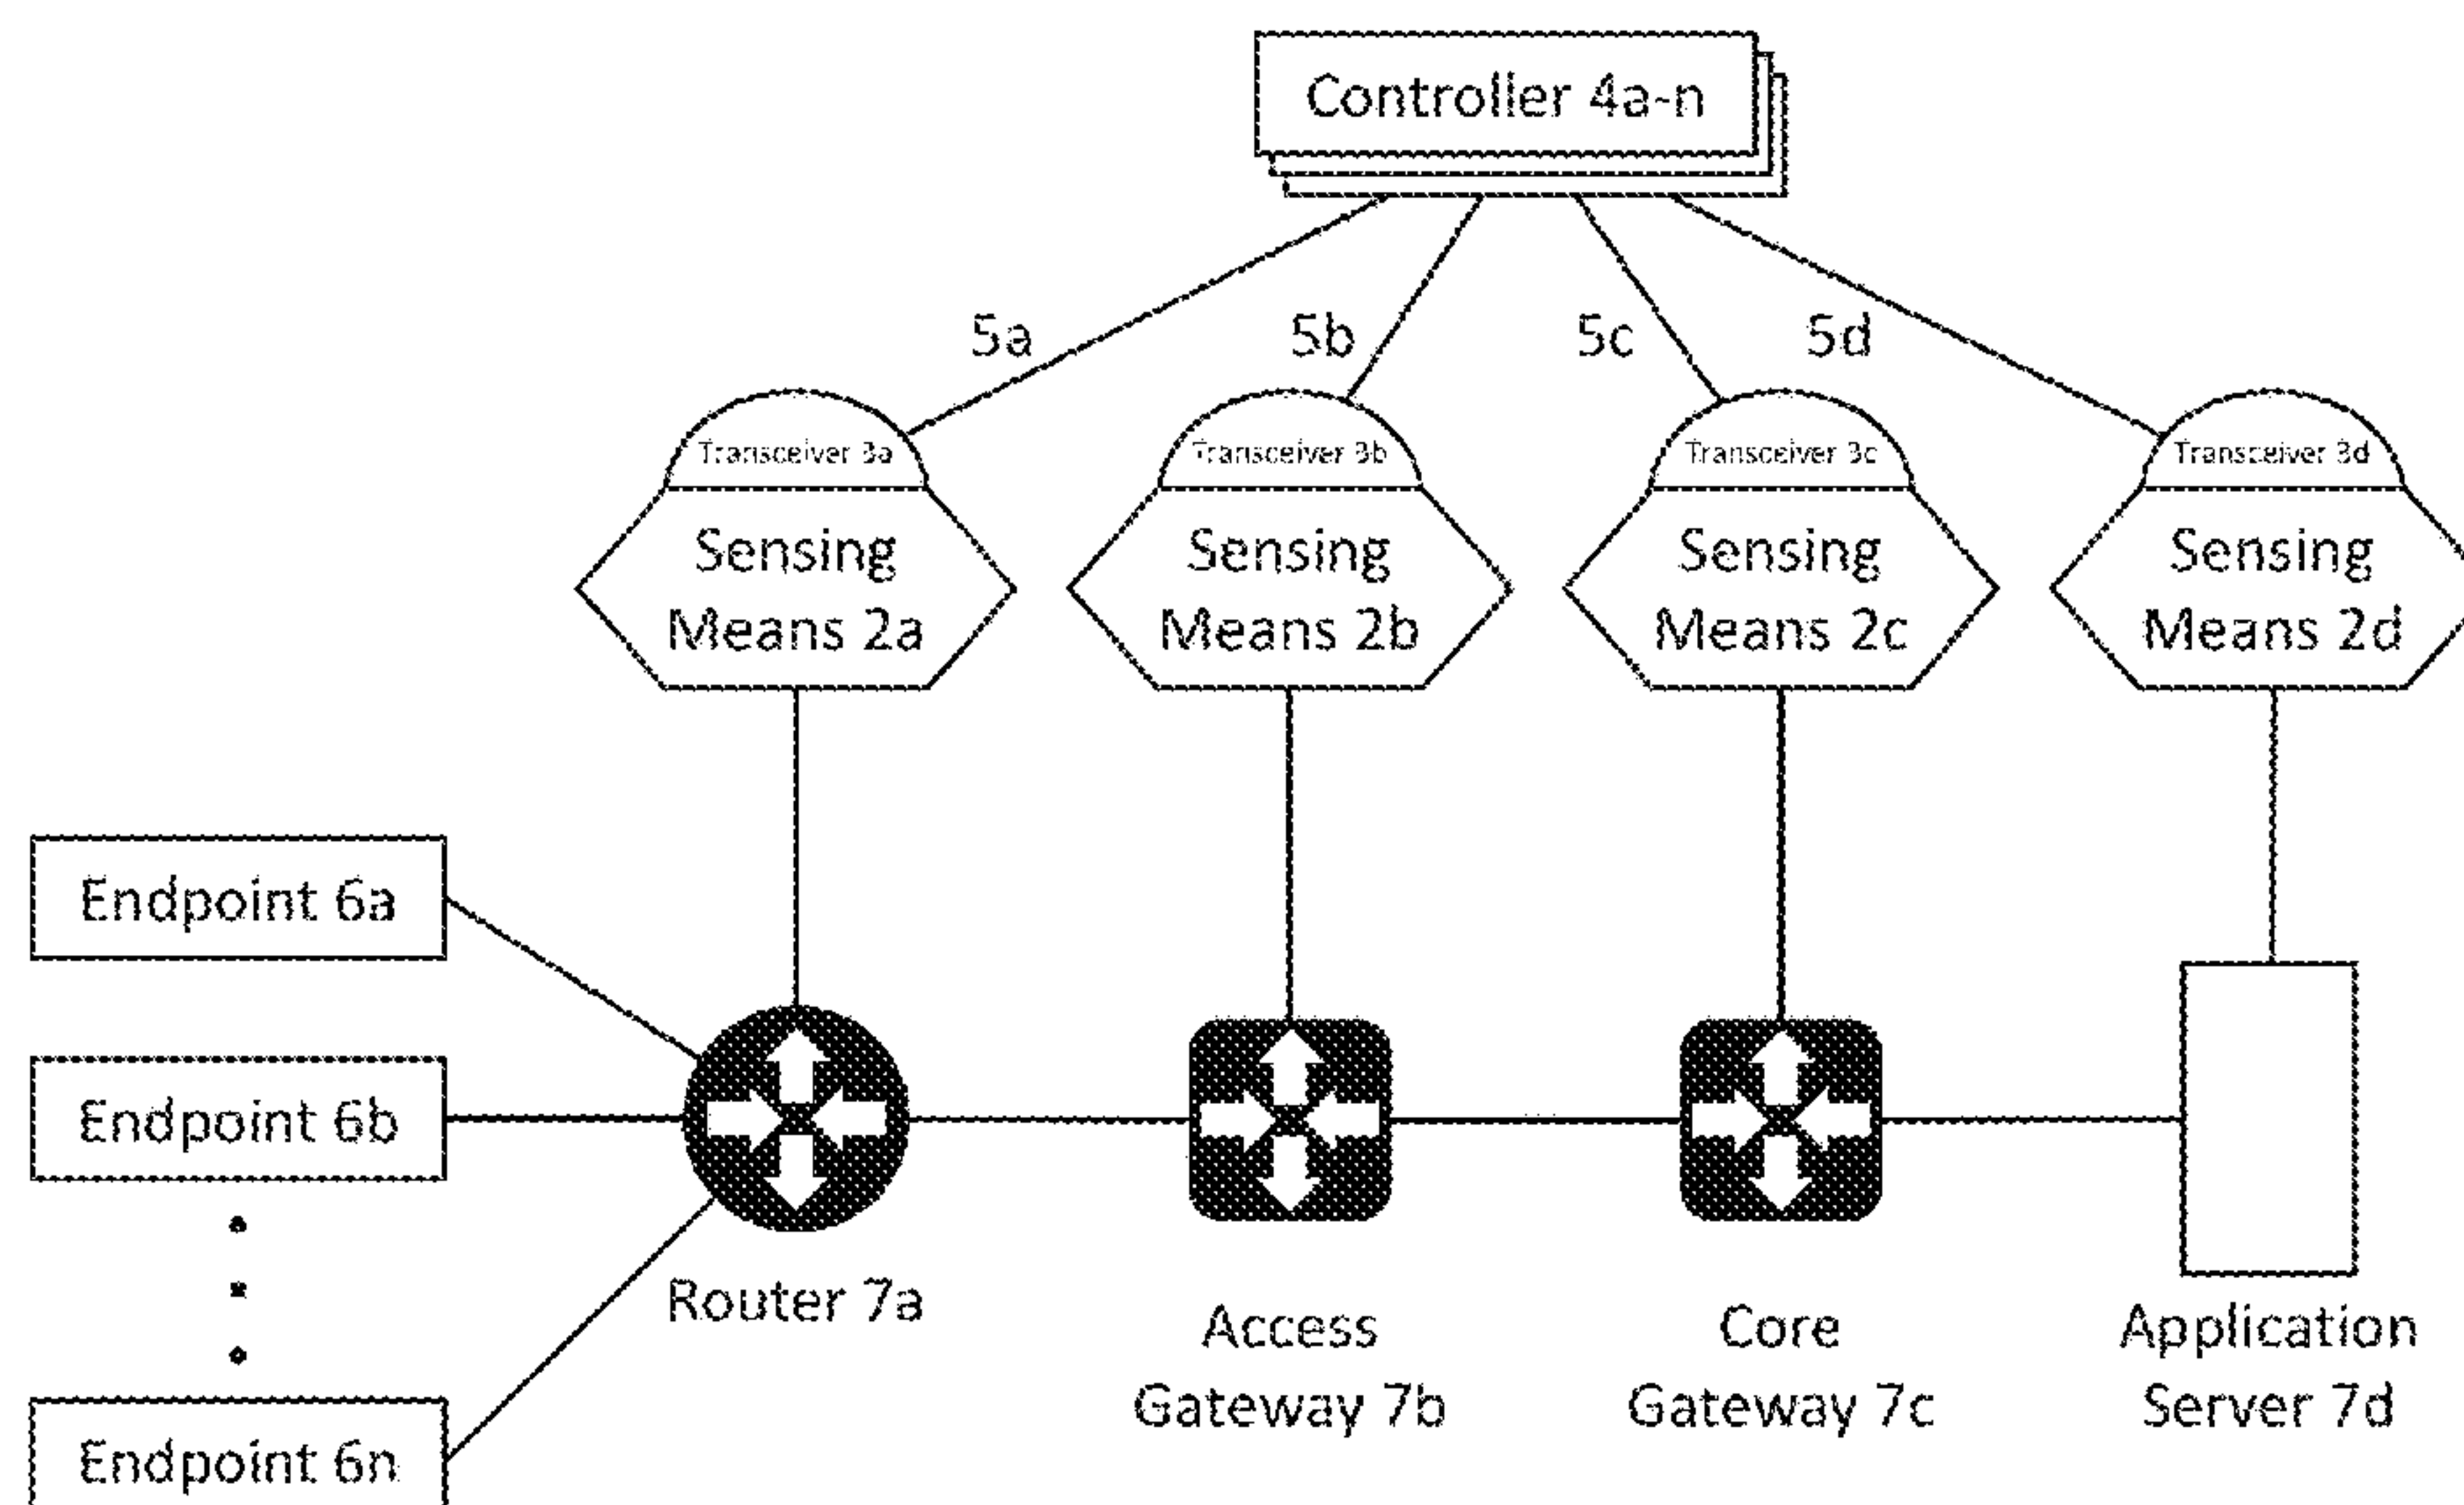 Controller 4a-n
5a
5b
5c
5d
Transceiver 3a
Transceiver 3b
Transceiver 3c
Transceiver 3d
Sensing
Means 2a
Sensing
Means 2b
Sensing
Means 2c
Sensing
Means 2d
Endpoint 6a
Endpoint 6b
Endpoint 6n
Router 7a
Access
Gateway 7b
Core
Gateway 7c
Application
Server 7d